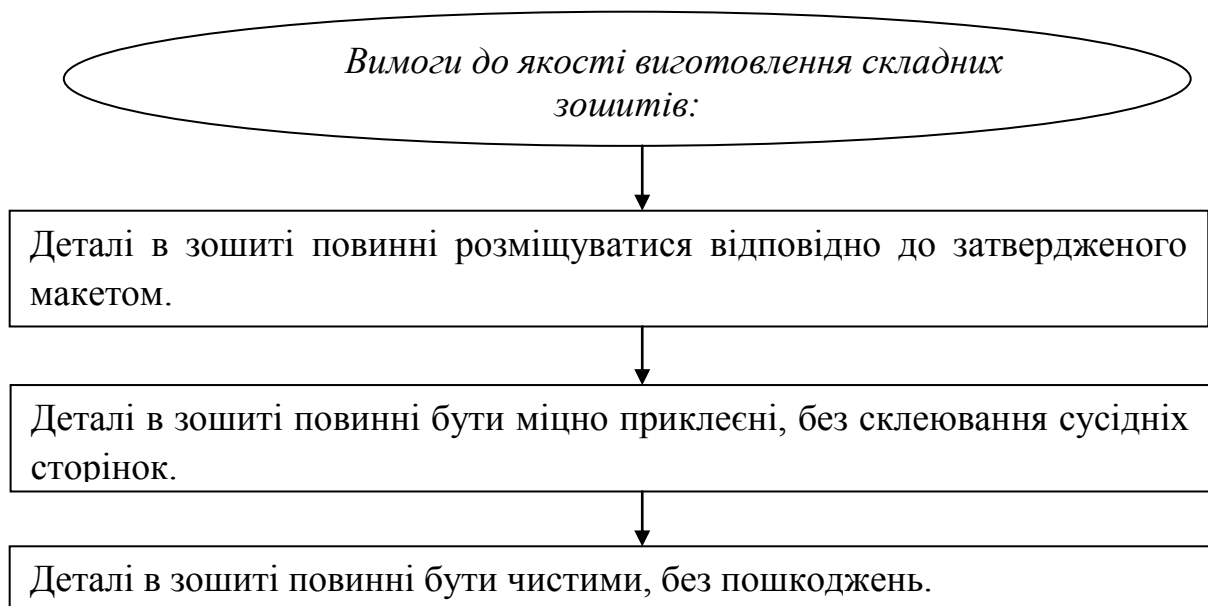 Вимоги до якості виготовлення складних
зошитів:
Деталі в зошиті повинні розміщуватися відповідно до затвердженого
макетом.
Деталі в зошиті повинні бути міцно приклеєні, без склеювання сусідніх
сторінок.
Деталі в зошиті повинні бути чистими, без пошкоджень.